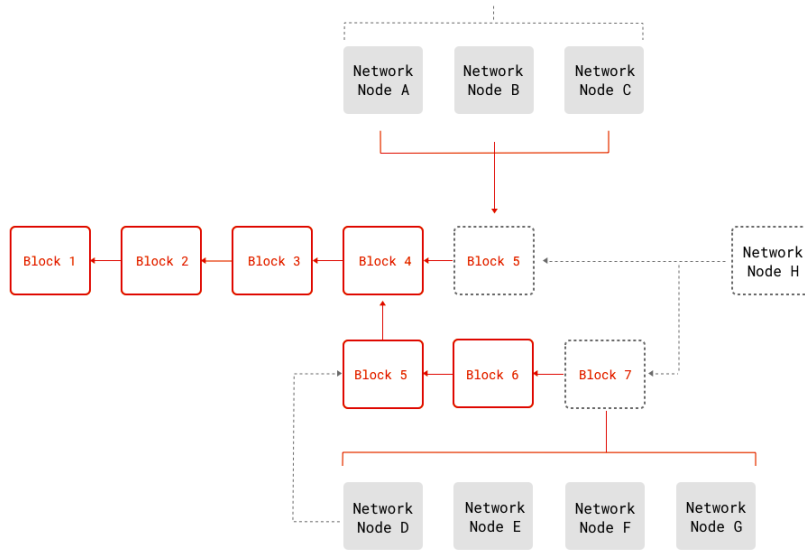 Network
Node A
Network
Node B
Network
Node C
Block 1
Block 2
Block 3
Block 4
Block 5
Network
Node H
Block 5
Block 6
Block 7
Network
Node D
Network
Node E
Network
Node F
Network
Node G